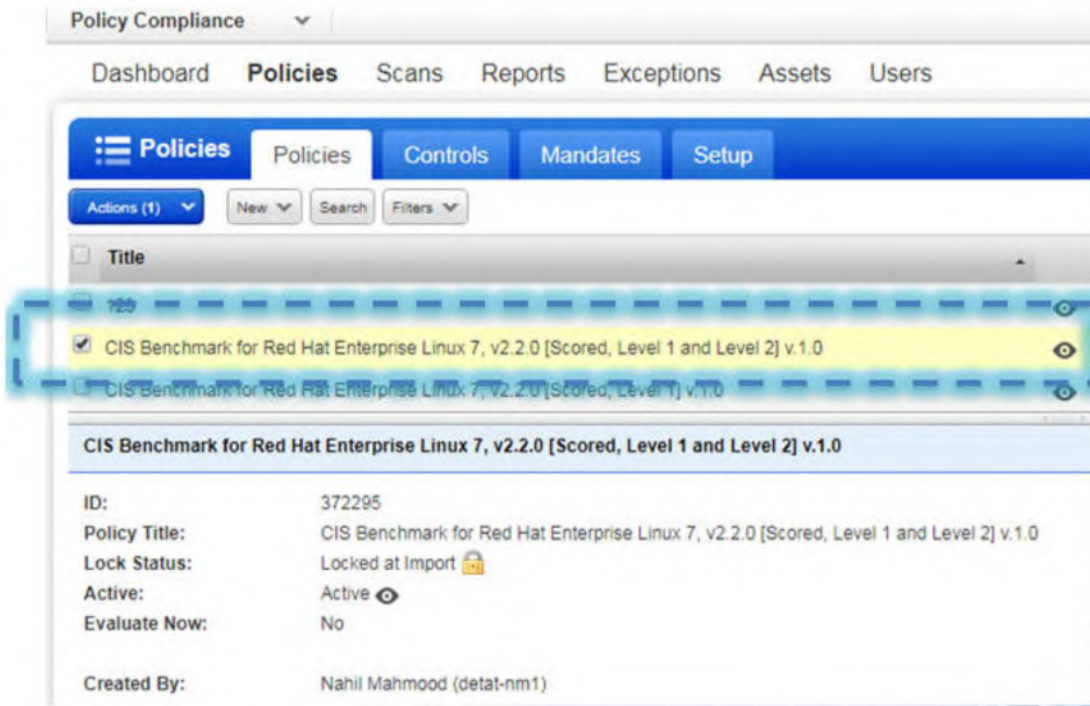 Policy Compliance
Dashboard Policies Scans Reports Exceptions Assets Users
Policies Policies Controls Mandates Setup
Actions (1) New Search Filters
Title
123
CIS Benchmark for Red Hat Enterprise Linux 7, v2.2.0 [Scored, Level 1 and Level 2] v.1.0
CIS Benchmark for Red Hat Enterprise Linux 7, v2.2.0 [Scored, Level 1] v.1.0
CIS Benchmark for Red Hat Enterprise Linux 7, v2.2.0 [Scored, Level 1 and Level 2] v.1.0
ID: 372295
Policy Title: CIS Benchmark for Red Hat Enterprise Linux 7, v2.2.0 [Scored, Level 1 and Level 2] v.1.0
Lock Status: Locked at Import
Active: Active
Evaluate Now: No
Created By: Nahil Mahmood (detat-nm1)